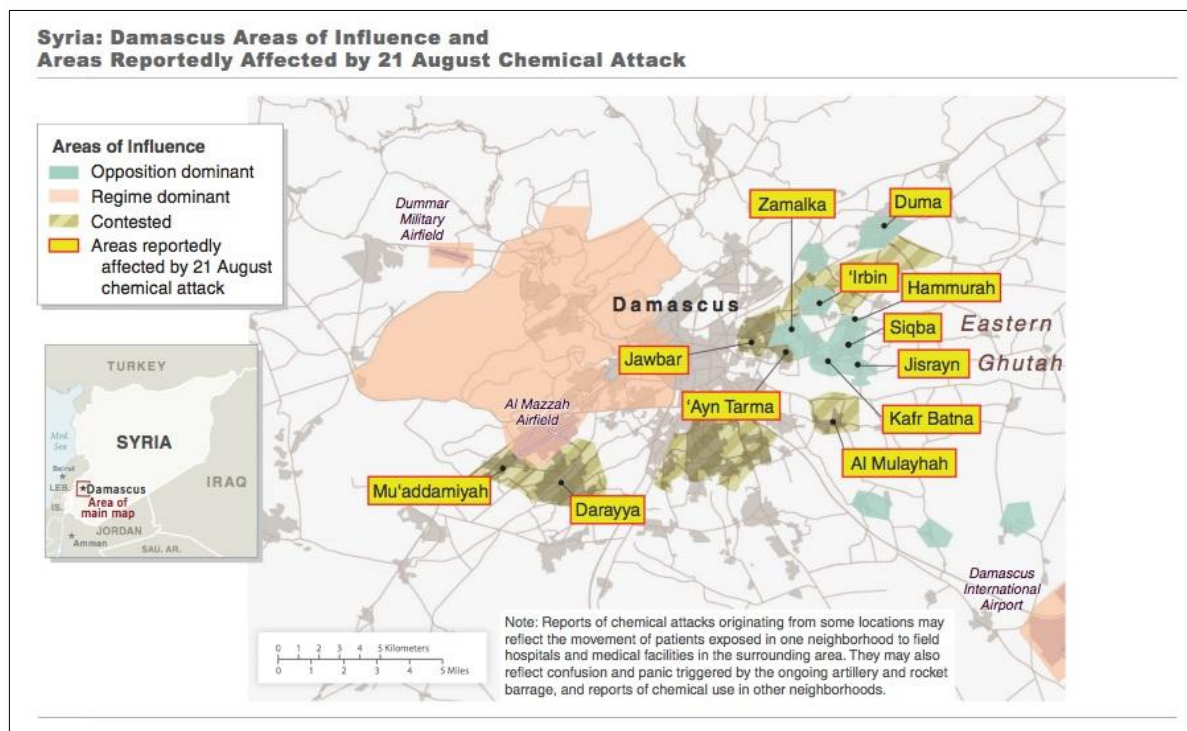 Syria: Damascus Areas of Influence and
Areas Reportedly Affected by 21 August Chemical Attack
Areas of Influence
Opposition dominant
Regime dominant
Contested
Areas reportedly
affected by 21 August
chemical attack
Dummar
Military
Airfield
Zamalka
Duma
'Irbin
Hammurah
Damascus
Siqba
Eastern
Ghutah
Jawbar
Jisrayn
'Ayn Tarma
Kafr Batna
Al Mazzah
Airfield
Al Mulayhah
Mu'addamiyah
Darayya
TURKEY
Med.
Sea
SYRIA
Beirut
LEB.
Damascus
Area of
main map
IRAQ
IS.
JORDAN
Amman
SAU. AR.
Damascus
International
Airport
Note: Reports of chemical attacks originating from some locations may
reflect the movement of patients exposed in one neighborhood to field
hospitals and medical facilities in the surrounding area. They may also
reflect confusion and panic triggered by the ongoing artillery and rocket
barrage, and reports of chemical use in other neighborhoods.
0 1 2 3 4 5 Kilometers
0 1 2 3 4 5 Miles